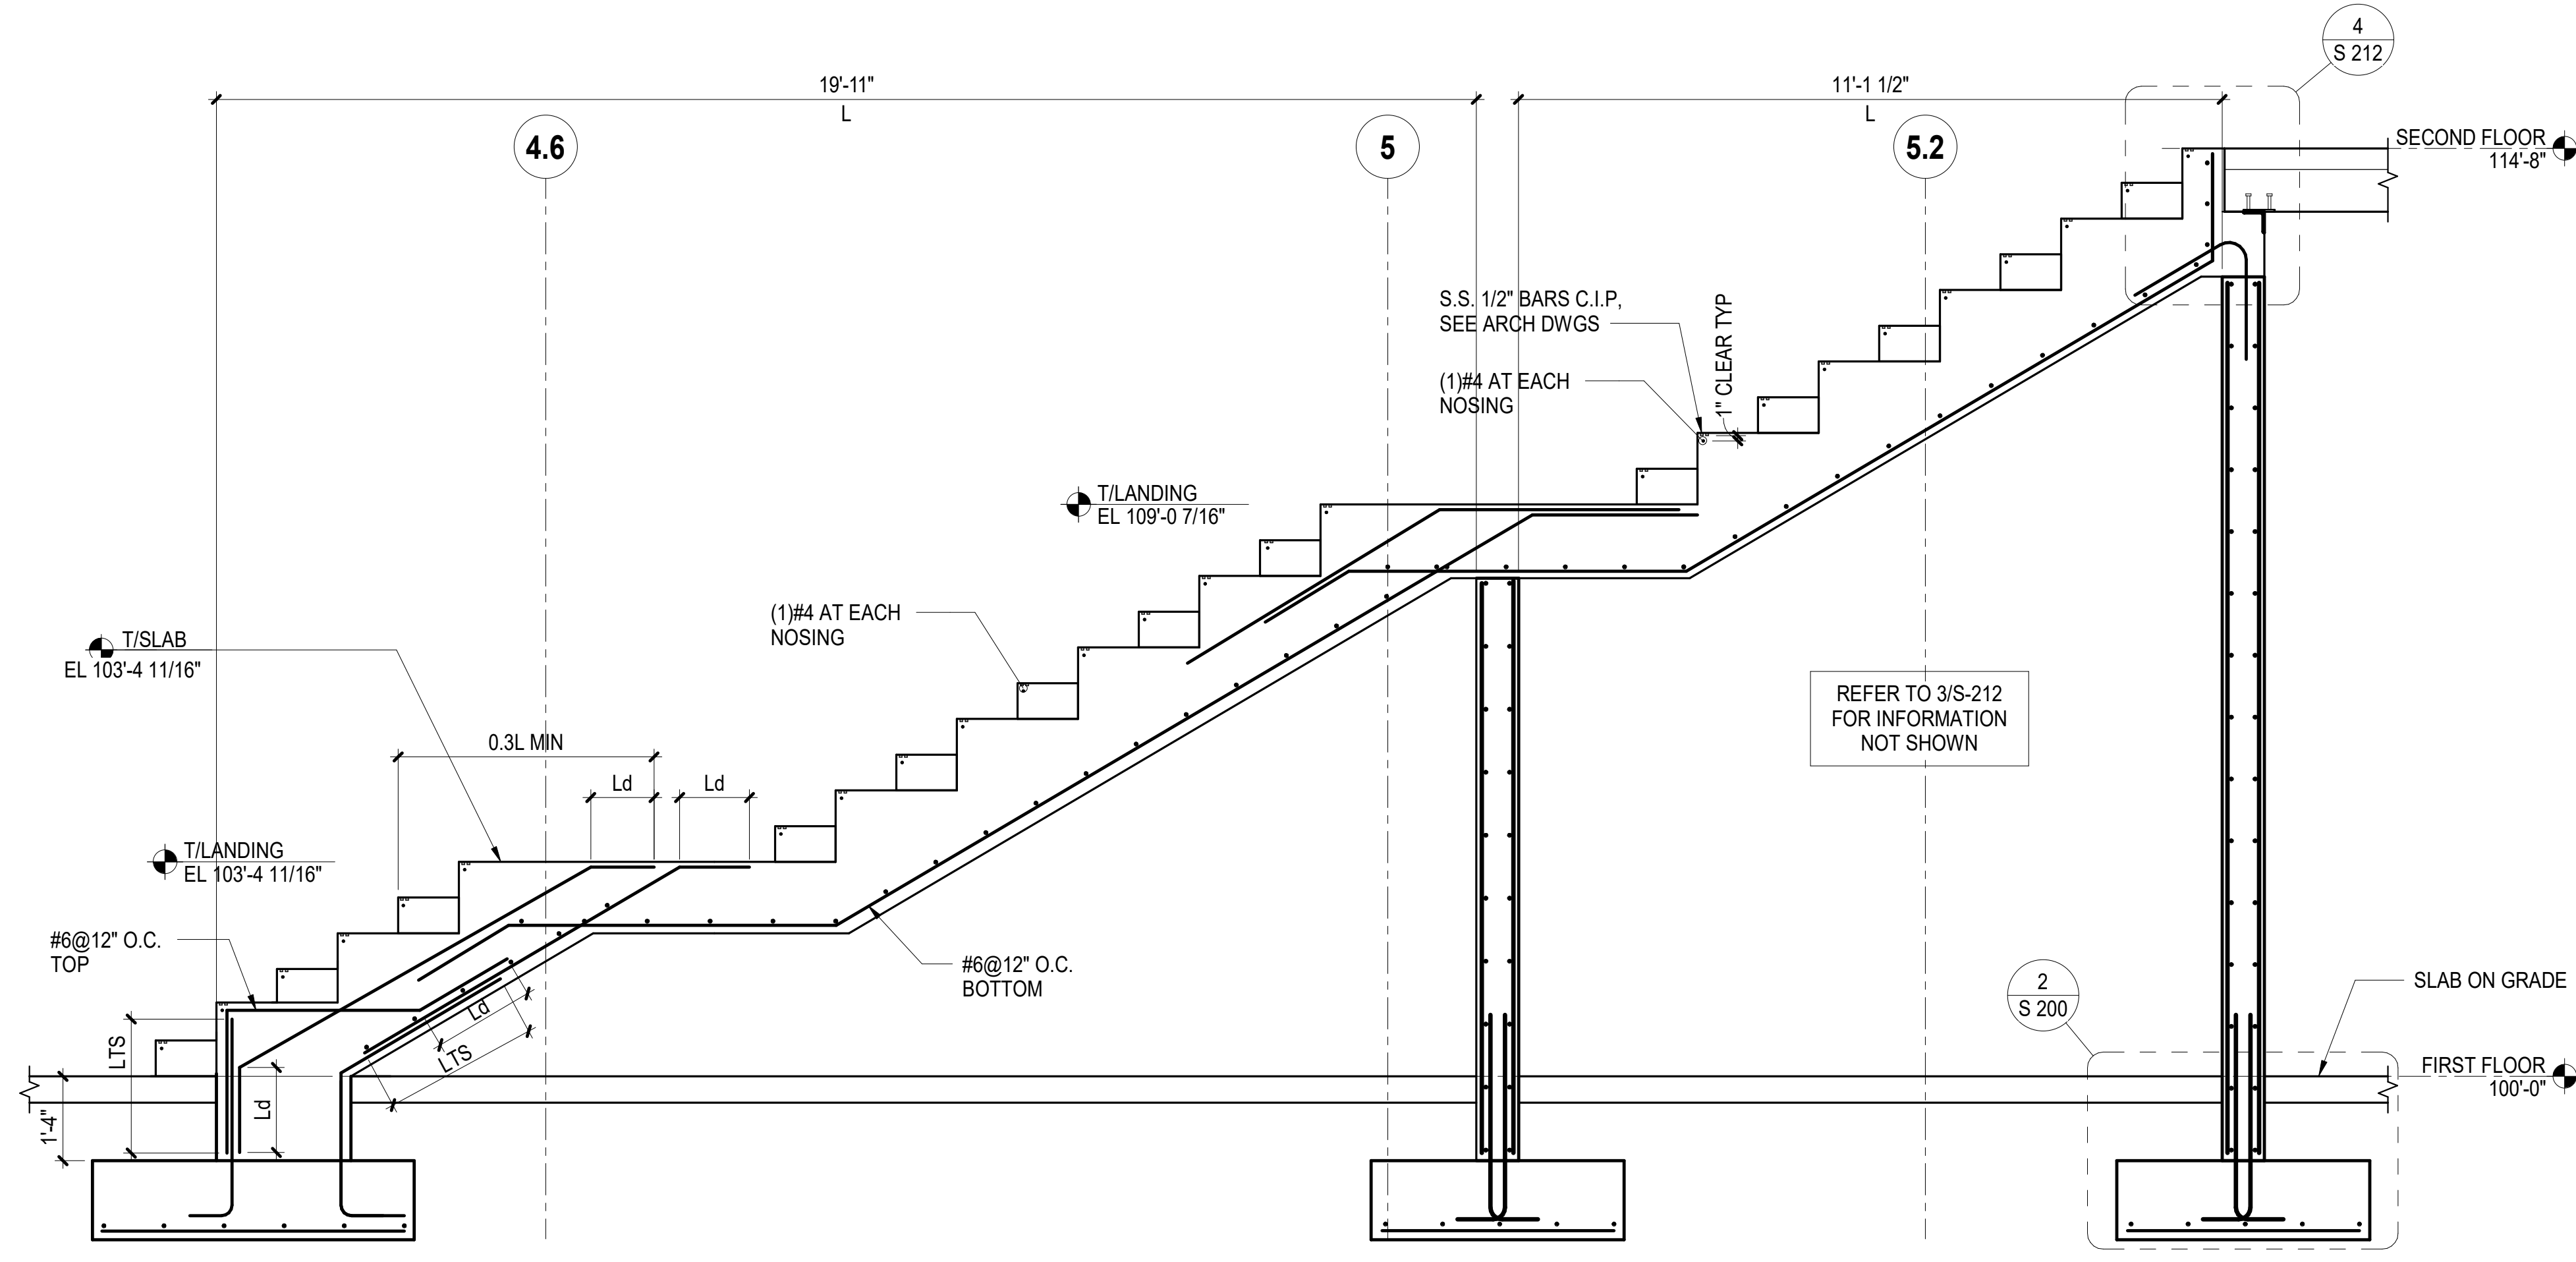 4
S 212
19'-11"
L
11'-1 1/2"
L
4.6
5
5.2
SECOND FLOOR
114'-8"
S.S. 1/2" BARS C.I.P,
SEE ARCH DWGS
1" CLEAR TYP
(1)#4 AT EACH
NOSING
T/LANDING
EL 109'-0 7/16"
(1)#4 AT EACH
NOSING
T/SLAB
EL 103'-4 11/16"
REFER TO 3/S-212
FOR INFORMATION
NOT SHOWN
0.3L MIN
Ld
Ld
T/LANDING
EL 103'-4 11/16"
#6@12" O.C.
TOP
#6@12" O.C.
BOTTOM
2
S 200
SLAB ON GRADE
Ld
LTS
LTS
Ld
1'-4"
FIRST FLOOR
100'-0"